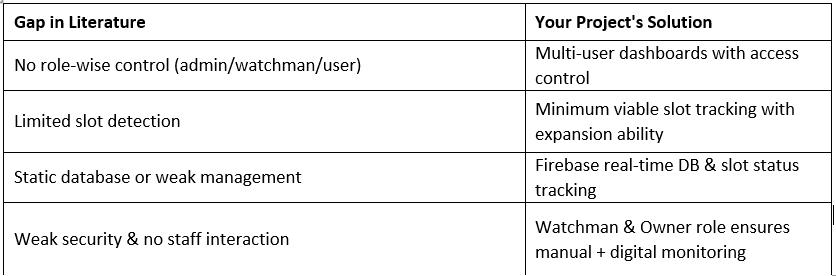 Gap in Literature
Your Project's Solution
No role-wise control (admin/watchman/user)
Multi-user dashboards with access
control
Limited slot detection
Minimum viable slot tracking with
expansion ability
Static database or weak management
Firebase real-time DB & slot status
tracking
Weak security & no staff interaction
Watchman & Owner role ensures
manual + digital monitoring